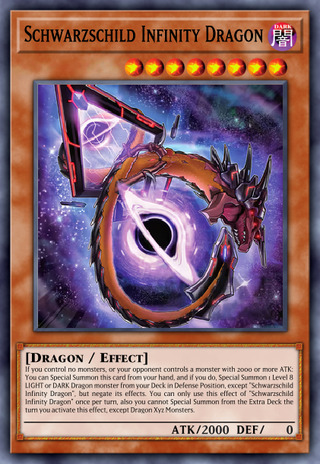 Schwarzschild Infinity Dragon
DARK
闇
[Dragon / Effect]
If you control no monsters, or your opponent controls a monster with 2000 or more ATK:
You can Special Summon this card from your hand, and if you do, Special Summon 1 Level 8
LIGHT or DARK Dragon monster from your Deck in Defense Position, except "Schwarzschild
Infinity Dragon", but negate its effects. You can only use this effect of "Schwarzschild
Infinity Dragon" once per turn, also you cannot Special Summon from the Extra Deck the
turn you activate this effect, except Dragon Xyz Monsters.
ATK/2000 DEF/ 0